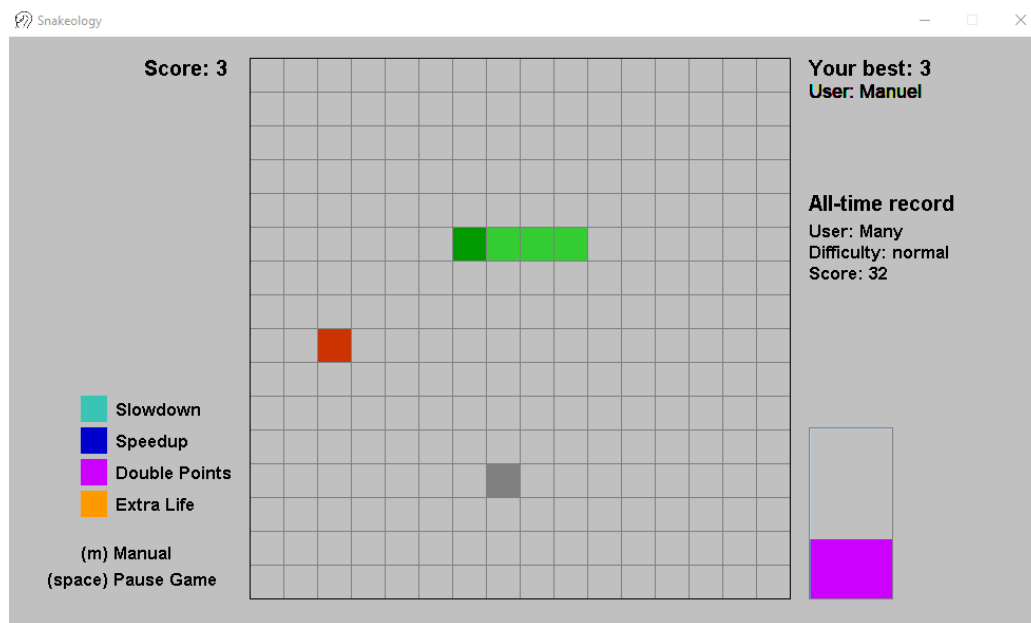 Snakeology
Score: 3
Your best: 3
User: Manuel
All-time record
User: Many
Difficulty: normal
Score: 32
Slowdown
Speedup
Double Points
Extra Life
(m) Manual
(space) Pause Game